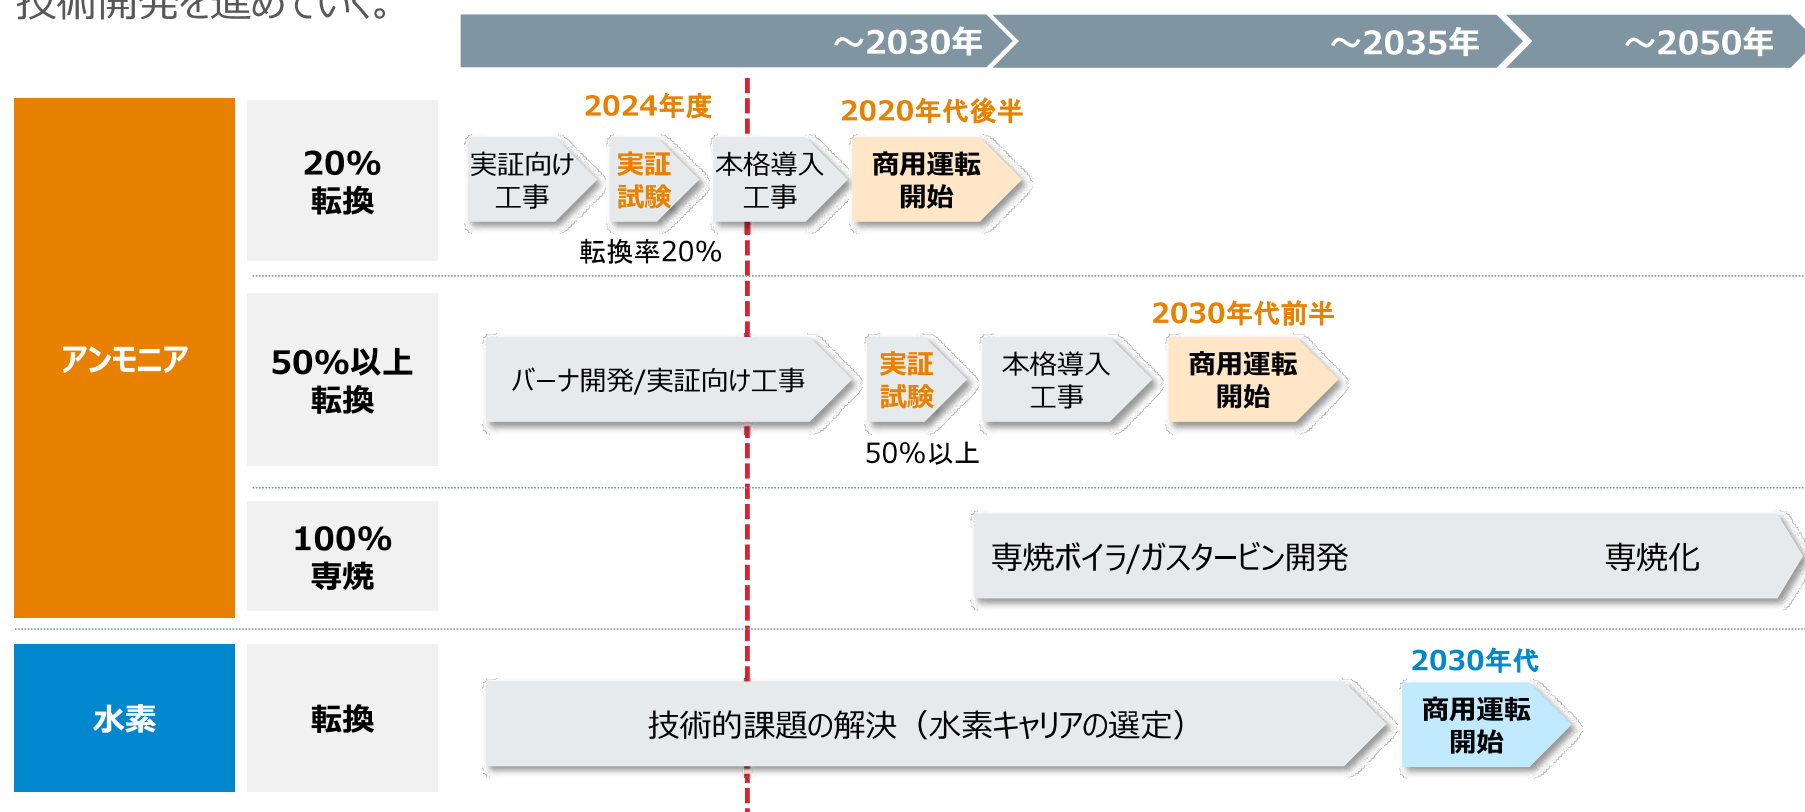 技術開発を進めていく。
～2030年
～2035年
～2050年
アンモニア
20%
転換
2024年度
2020年代後半
実証向け
工事
実証
試験
本格導入
工事
商用運転
開始
転換率20%
50%以上
転換
2030年代前半
バーナ開発/実証向け工事
実証
試験
本格導入
工事
商用運転
開始
50%以上
100%
専焼
専焼ボイラ/ガスタービン開発
専焼化
水素
転換
2030年代
技術的課題の解決（水素キャリアの選定）
商用運転
開始